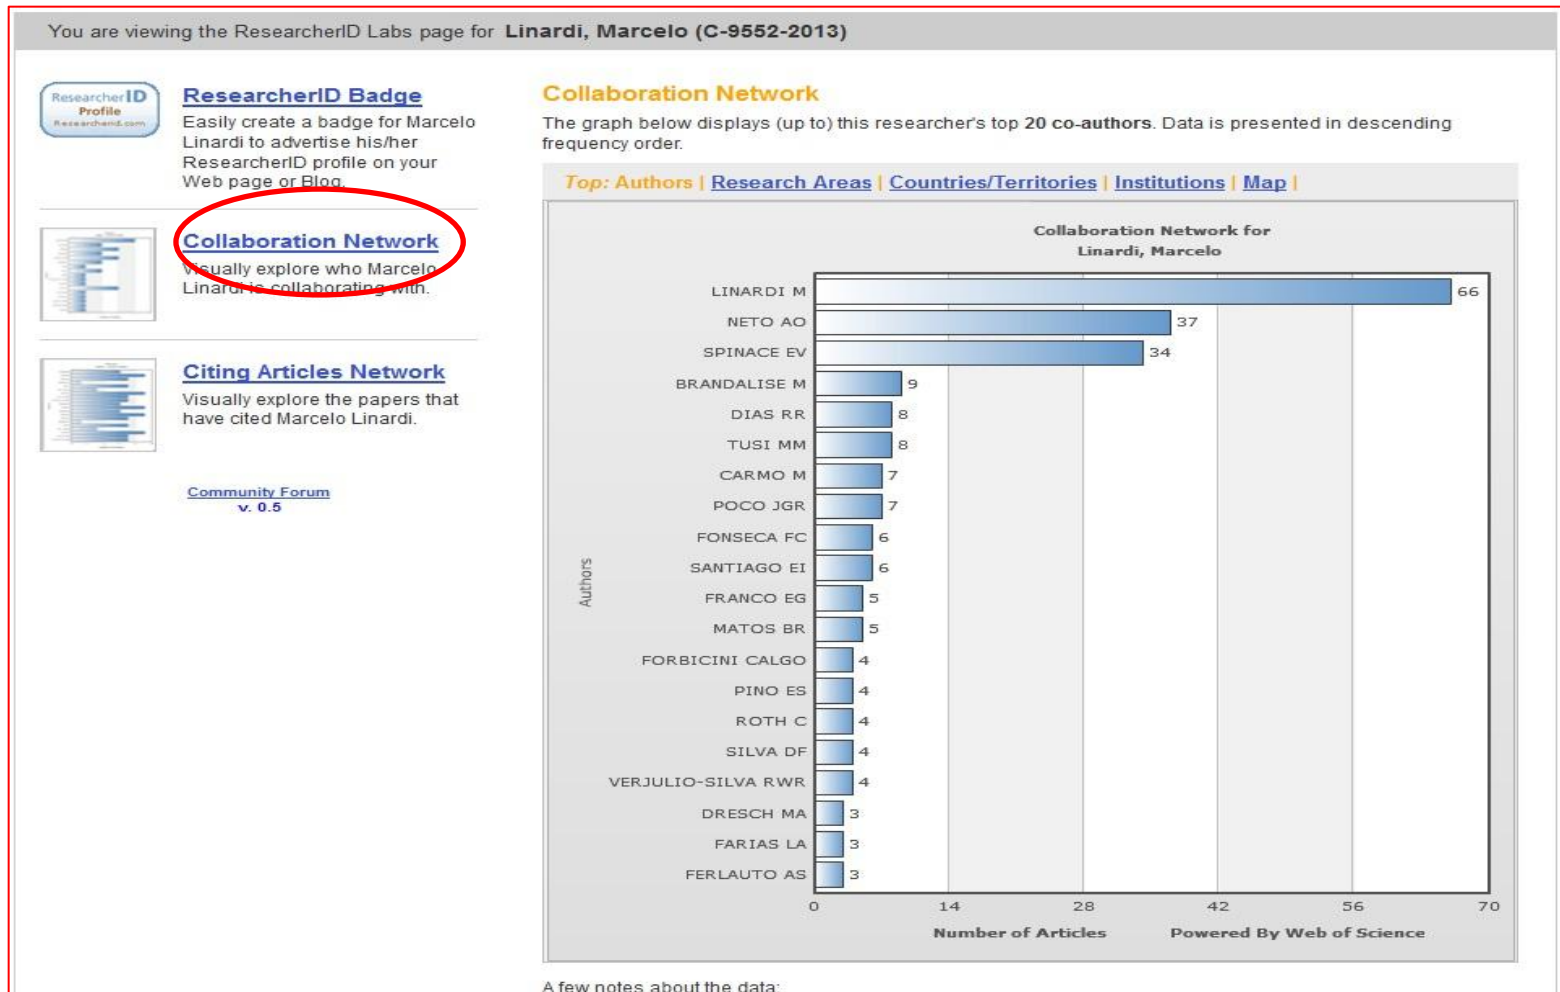 You are viewing the ResearcherID Labs page for Linardi, Marcelo (C-9552-2013)
ResearcherID
Profile
Researcherid.com
ResearcherID Badge
Easily create a badge for Marcelo
Linardi to advertise his/her
ResearcherID profile on your
Web page or Blog.
Collaboration Network
Visually explore who Marcelo
Linardi is collaborating with.
Citing Articles Network
Visually explore the papers that
have cited Marcelo Linardi.
Community Forum
v. 0.5
Collaboration Network
The graph below displays (up to) this researcher's top 20 co-authors. Data is presented in descending
frequency order.
Top: Authors | Research Areas | Countries/Territories | Institutions | Map |
Collaboration Network for
Linardi, Marcelo
Authors
LINARDI M 66
NETO AO 37
SPINACE EV 34
BRANDALISE M 9
DIAS RR 8
TUSI MM 8
CARMO M 7
POCO JGR 7
FONSECA FC 6
SANTIAGO EI 6
FRANCO EG 5
MATOS BR 5
FORBICINI CALGO 4
PINO ES 4
ROTH C 4
SILVA DF 4
VERJULIO-SILVA RWR 4
DRESCH MA 3
FARIAS LA 3
FERLAUTO AS 3
0 14 28 42 56 70
Number of Articles Powered By Web of Science
A few notes about the data: